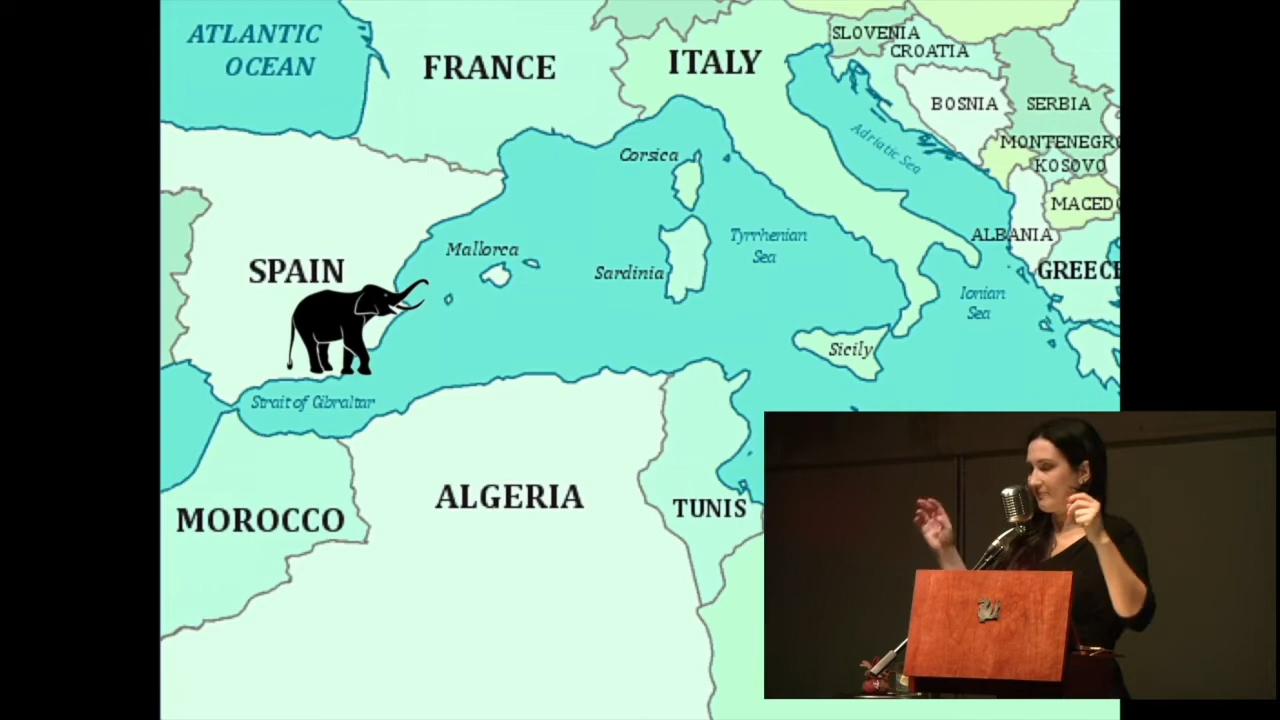 ATLANTIC
OCEAN
FRANCE
ITALY
SLOVENIA
CROATIA
BOSNIA
SERBIA
Adriatic Sea
MONTENEGR
KOSOVO
Corsica
MACED
Mallorca
Tyrrhenian
Sea
ALBANIA
SPAIN
Sardinia
GREECE
Ionian
Sea
Sicily
Strait of Gibraltar
MOROCCO
ALGERIA
TUNIS